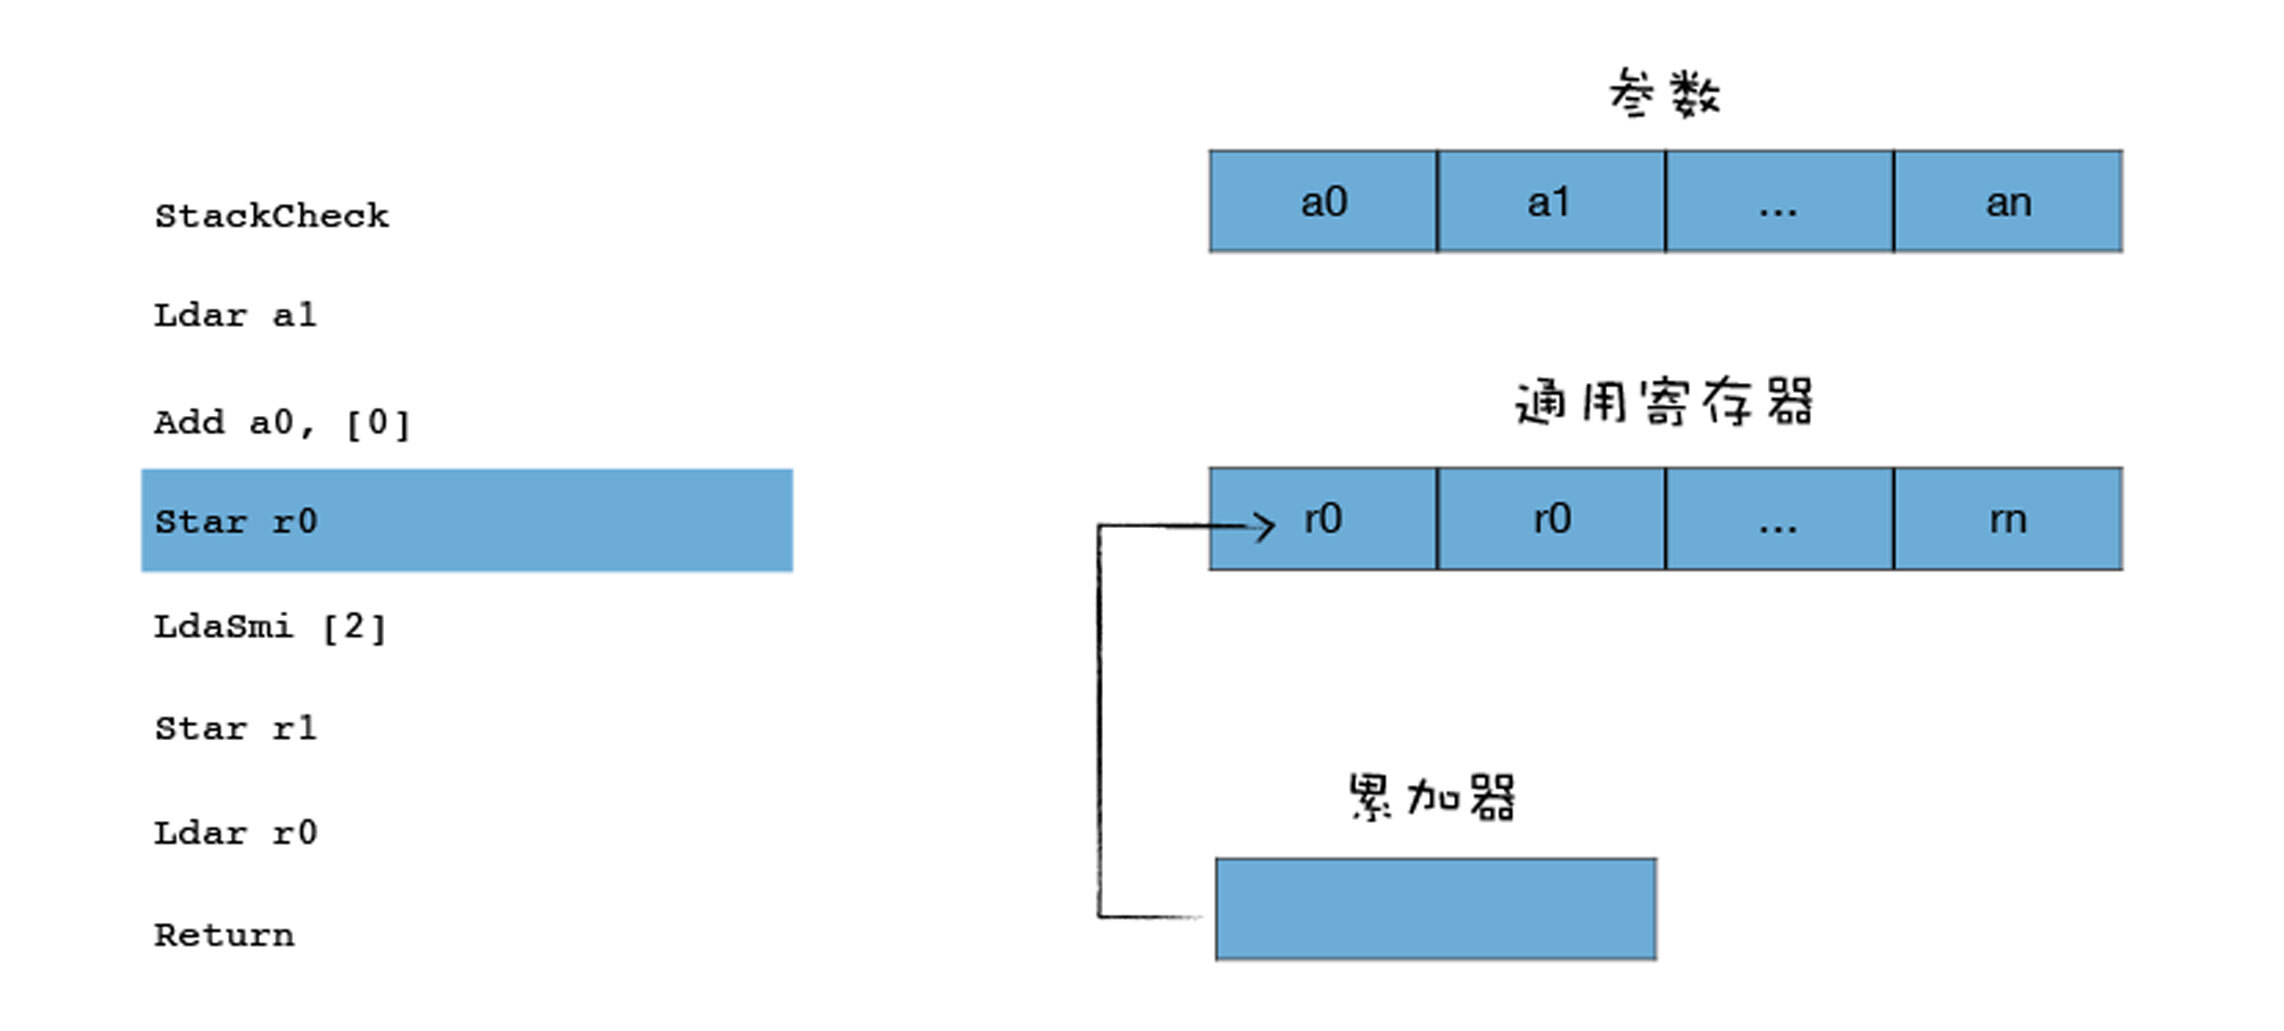 StackCheck
Ldar a1
Add a0, [0]
Star r0
LdaSmi [2]
Star r1
Ldar r0
Return
参数
a0 a1 ... an
通用寄存器
r0 r0 ... rn
累加器